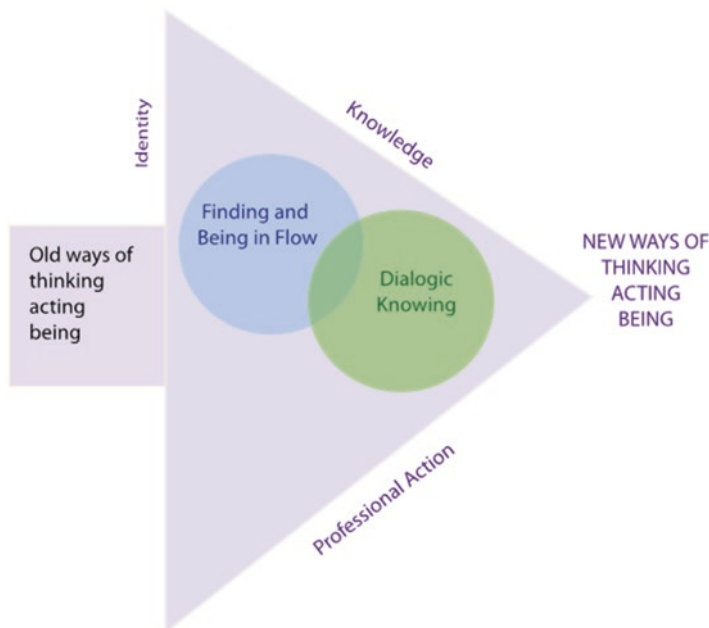 Identity
Knowledge
Finding and
Being in Flow
Old ways of
thinking
acting
being
Dialogic
Knowing
NEW WAYS OF
THINKING
ACTING
BEING
Professional Action